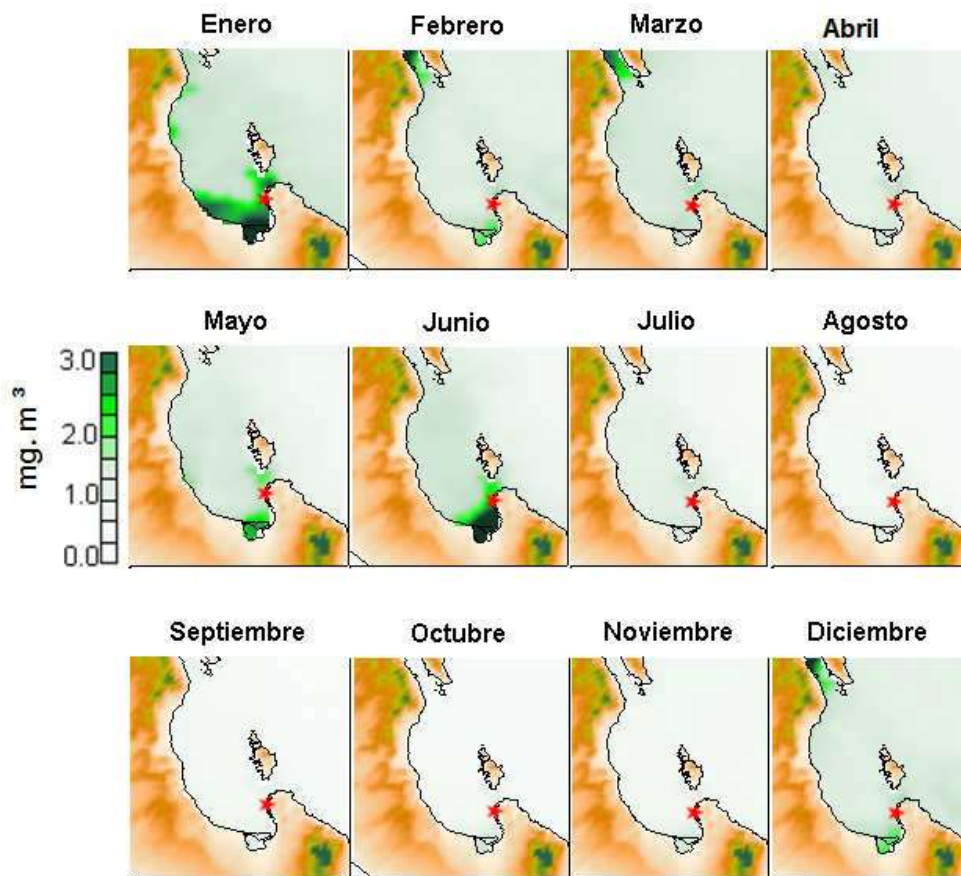 Enero Febrero Marzo Abril
Mayo Junio Julio Agosto
3.0
2.0
1.0
0.0
mg. m ³
Septiembre Octubre Noviembre Diciembre